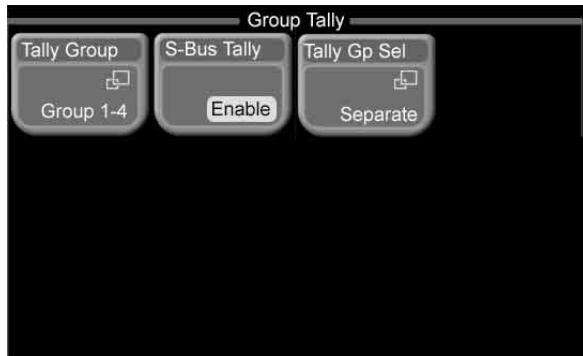 Group Tally
Tally Group
Group 1-4
S-Bus Tally
Enable
Tally Gp Sel
Separate